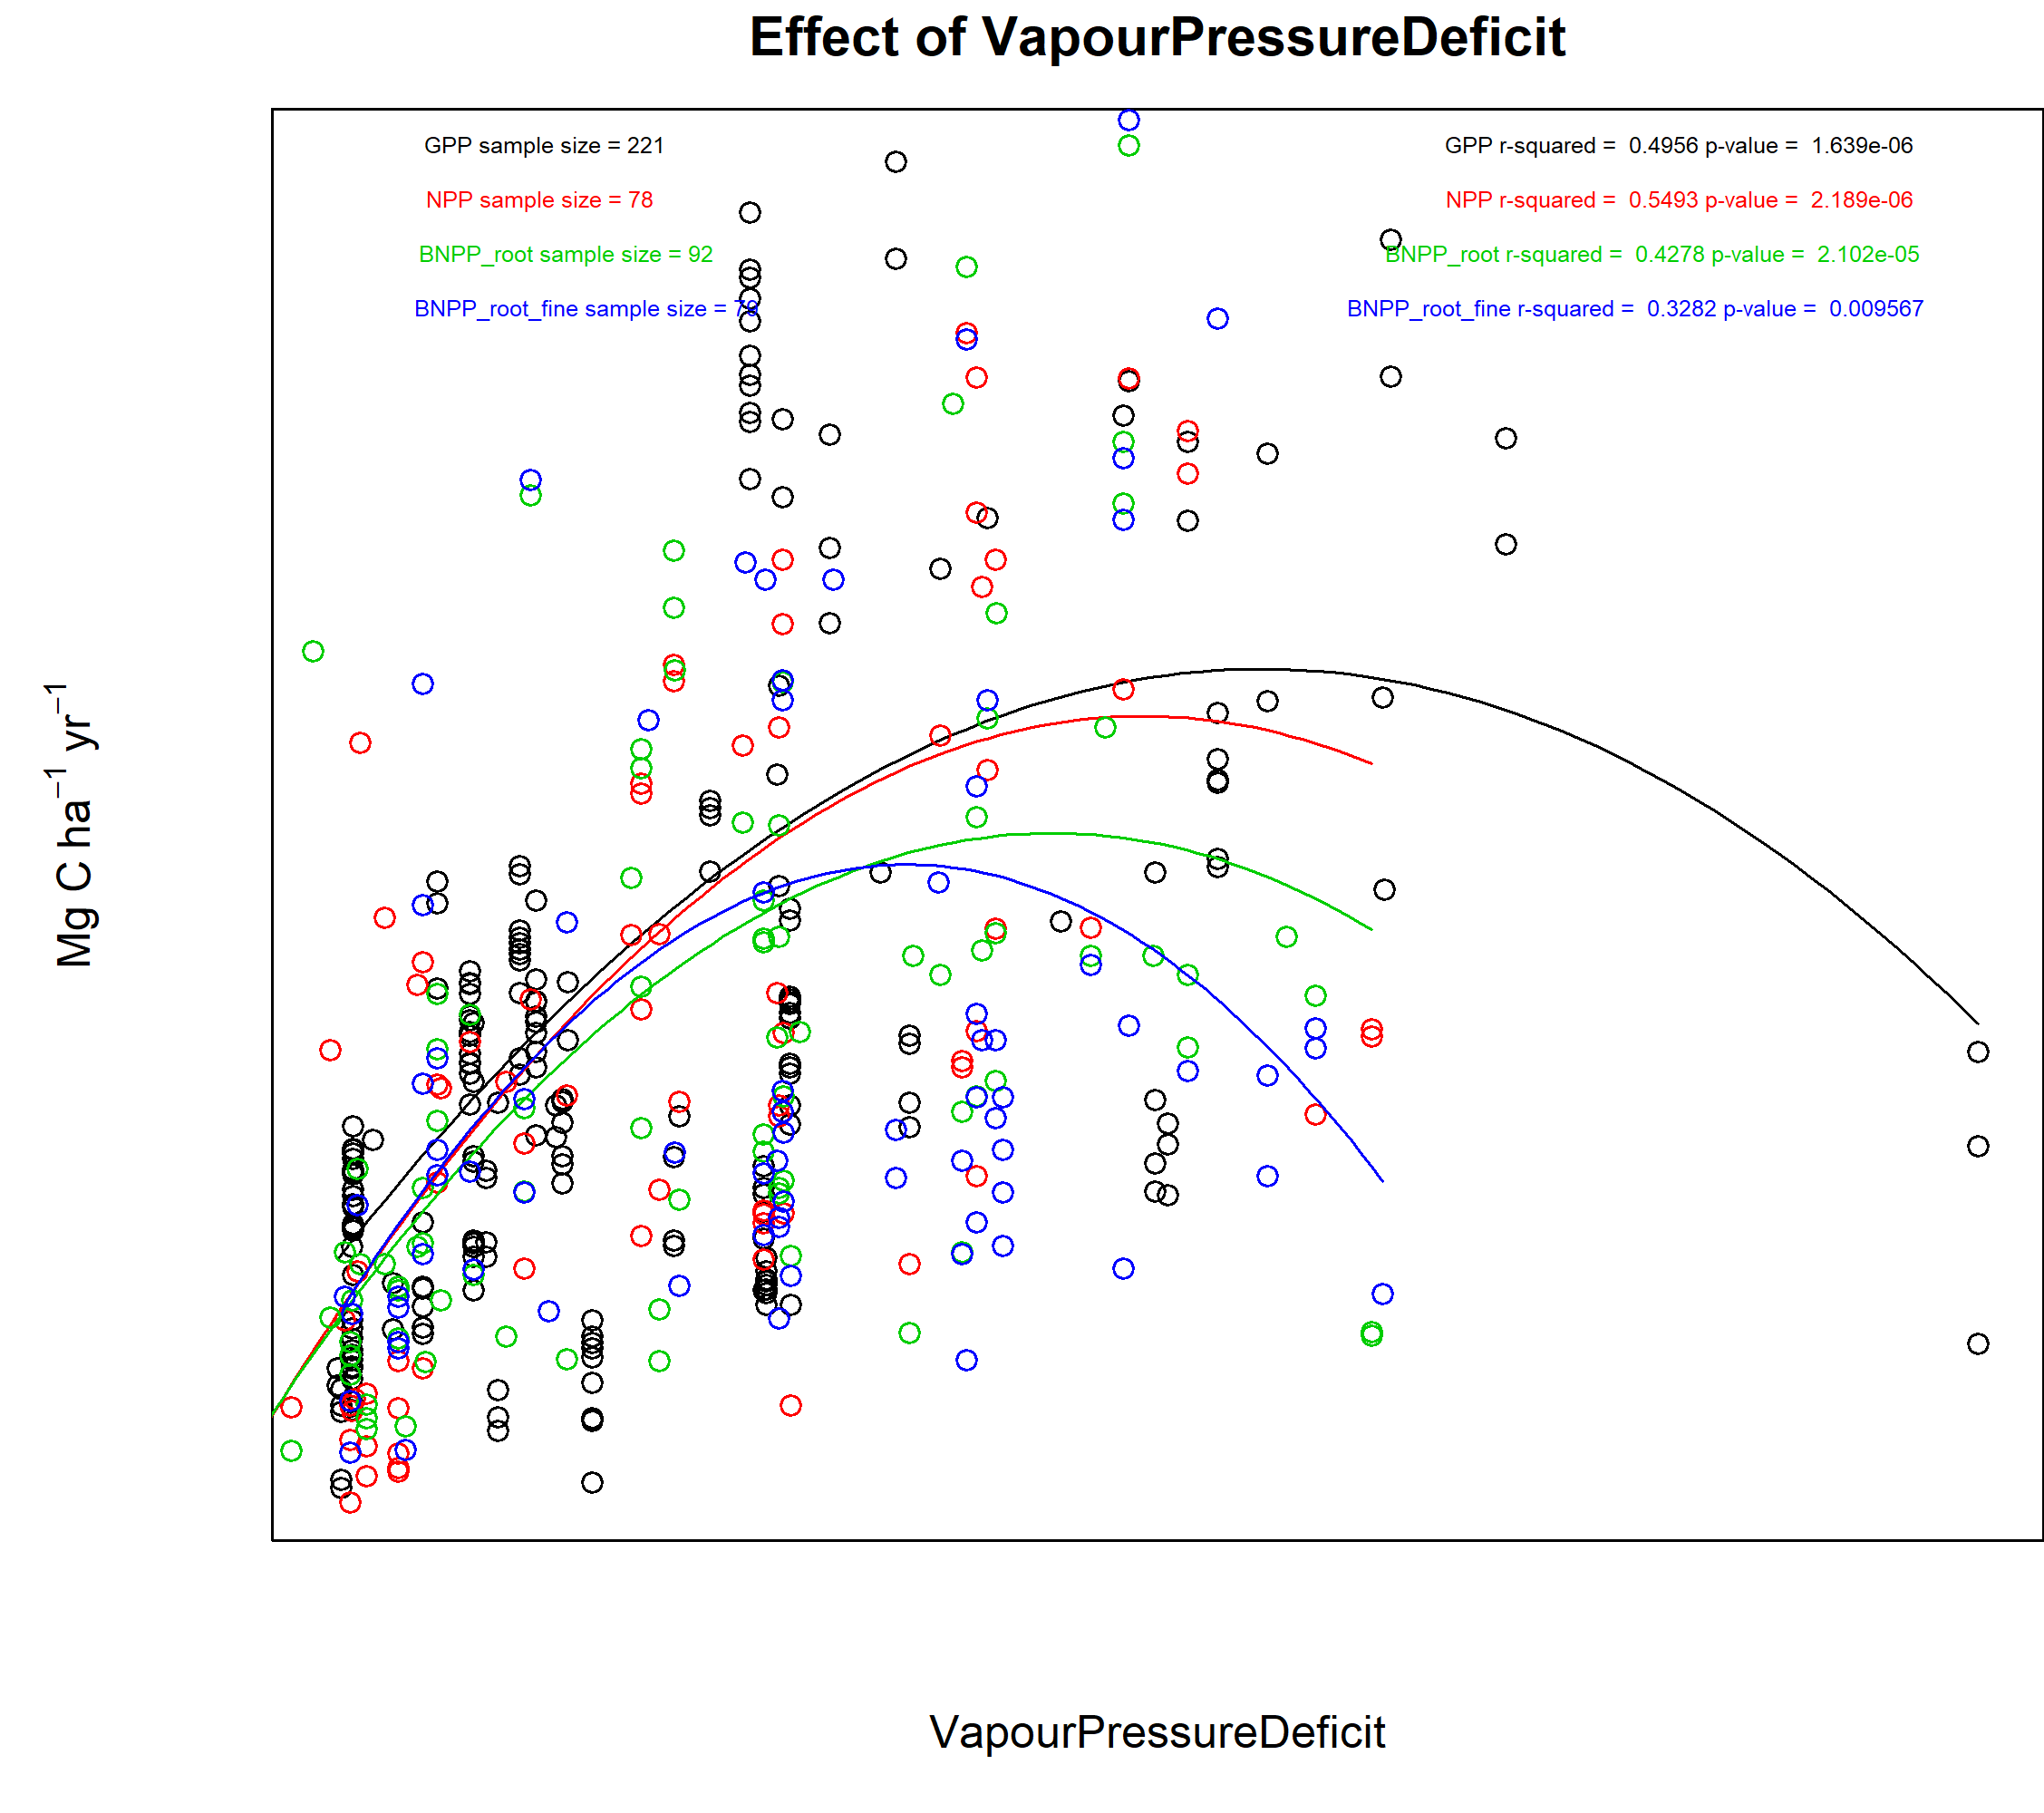 Effect of VapourPressureDeficit
GPP sample size = 221
NPP sample size = 78
BNPP_root sample size = 92
BNPP_root_fine sample size = 79
GPP r-squared = 0.4956 p-value = 1.639e-06
NPP r-squared = 0.5493 p-value = 2.189e-06
BNPP_root r-squared = 0.4278 p-value = 2.102e-05
BNPP_root_fine r-squared = 0.3282 p-value = 0.009567
Mg C ha⁻¹ yr⁻¹
VapourPressureDeficit